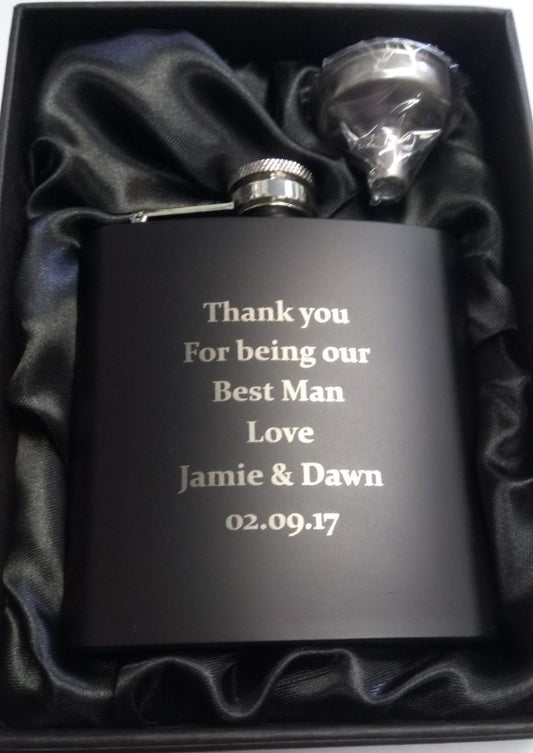 Thank you
For being our
Best Man
Love
Jamie & Dawn
02.09.17